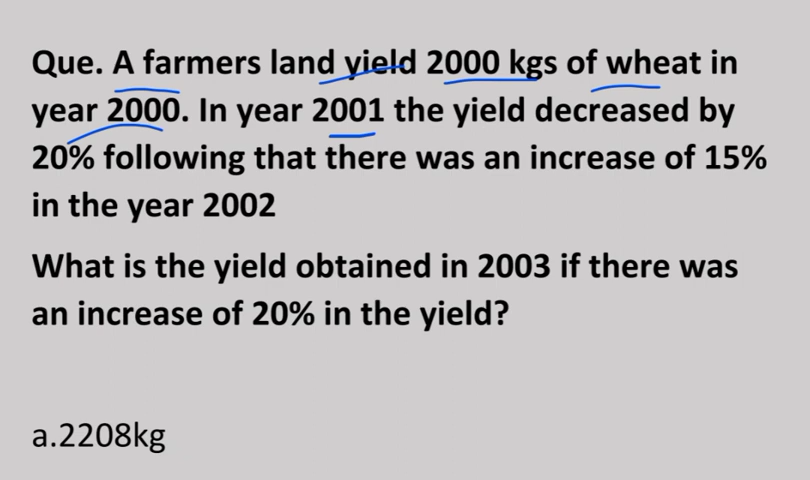 Que. A farmers land yield 2000 kgs of wheat in
year 2000. In year 2001 the yield decreased by
20% following that there was an increase of 15%
in the year 2002
What is the yield obtained in 2003 if there was
an increase of 20% in the yield?
a.2208kg